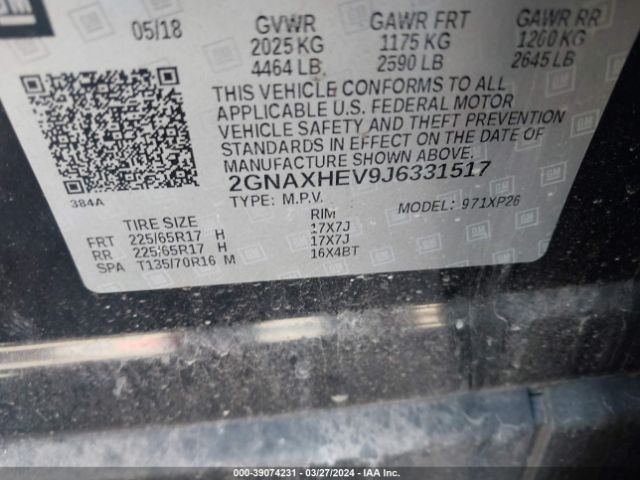 GM
05/18 GVWR GAWR FRT GAWR RR
2025 KG 1175 KG 1200 KG
4464 LB 2590 LB 2645 LB
THIS VEHICLE CONFORMS TO ALL
APPLICABLE U.S. FEDERAL MOTOR
VEHICLE SAFETY AND THEFT PREVENTION
STANDARDS IN EFFECT ON THE DATE OF
MANUFACTURE SHOWN ABOVE.
2GNAXHEV9J6331517
384A TYPE: M.P.V. MODEL: 971XP26
TIRE SIZE RIM
FRT 225/65R17 H 17X7J
RR 225/65R17 H 17X7J
SPA T135/70R16 M 16X4BT
000-39074231 - 03/27/2024 - IAA Inc.